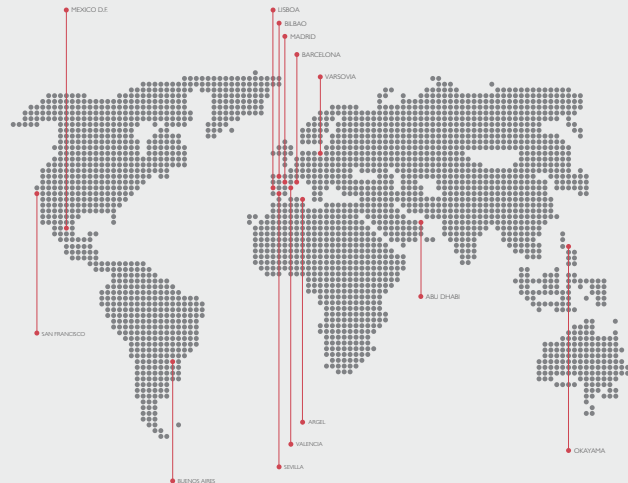 MEXICO D.F.
LISBOA
BILBAO
MADRID
BARCELONA
VARSOVIA
ABU DHABI
SAN FRANCISCO
ARGEL
VALENCIA
OKAYAMA
SEVILLA
BUENOS AIRES